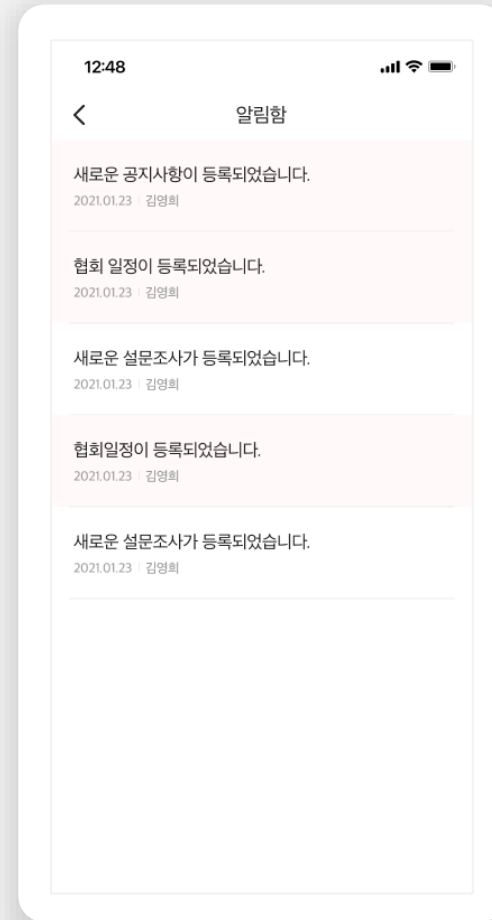 12:48
알림함
새로운 공지사항이 등록되었습니다.
2021.01.23 김영희
협회 일정이 등록되었습니다.
2021.01.23 김영희
새로운 설문조사가 등록되었습니다.
2021.01.23 김영희
협회일정이 등록되었습니다.
2021.01.23 김영희
새로운 설문조사가 등록되었습니다.
2021.01.23 김영희